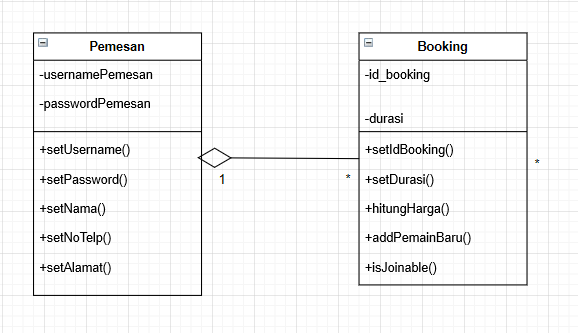 Pemesan
-usernamePemesan
-passwordPemesan
+setUsername()
+setPassword()
+setNama()
+setNoTelp()
+setAlamat()
1
*
Booking
-id_booking
-durasi
+setIdBooking()
+setDurasi()
+hitungHarga()
+addPemainBaru()
+isJoinable()
*